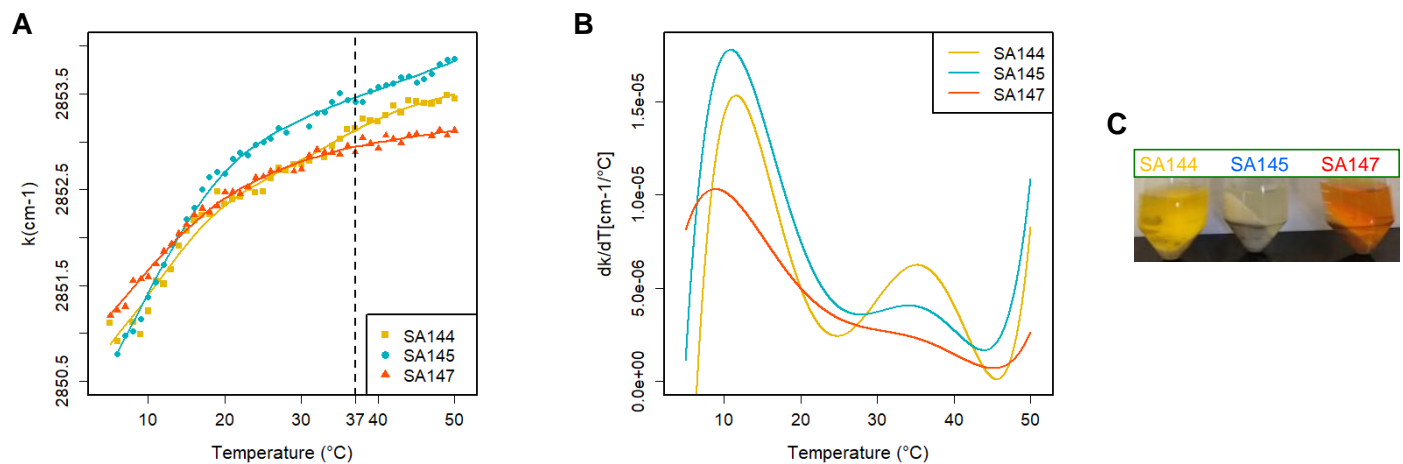 A
k(cm-1)
2853.5
2852.5
2851.5
2850.5
SA144
SA145
SA147
10
20
30
37
40
50
Temperature (°C)
B
dk/dT[cm-1/°C]
1.5e-05
1.0e-05
5.0e-06
0.0e+00
SA144
SA145
SA147
10
20
30
40
50
Temperature (°C)
C
SA144 SA145 SA147